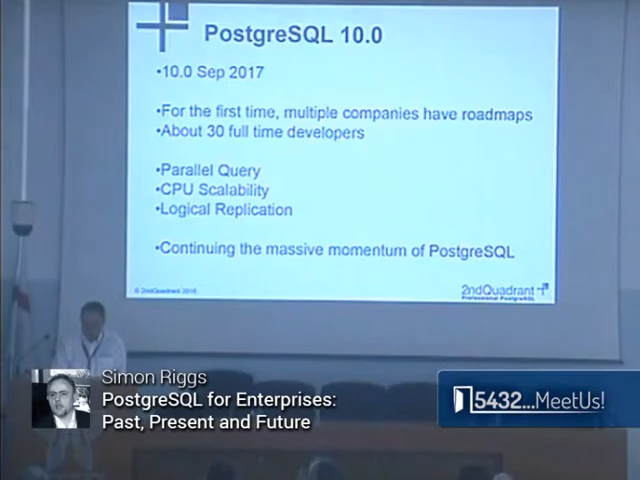 PostgreSQL 10.0
•10.0 Sep 2017
•For the first time, multiple companies have roadmaps
•About 30 full time developers
•Parallel Query
•CPU Scalability
•Logical Replication
•Continuing the massive momentum of PostgreSQL
© 2ndQuadrant 2016
2ndQuadrant
Professional PostgreSQL
Simon Riggs
PostgreSQL for Enterprises:
Past, Present and Future
5432...MeetUs!